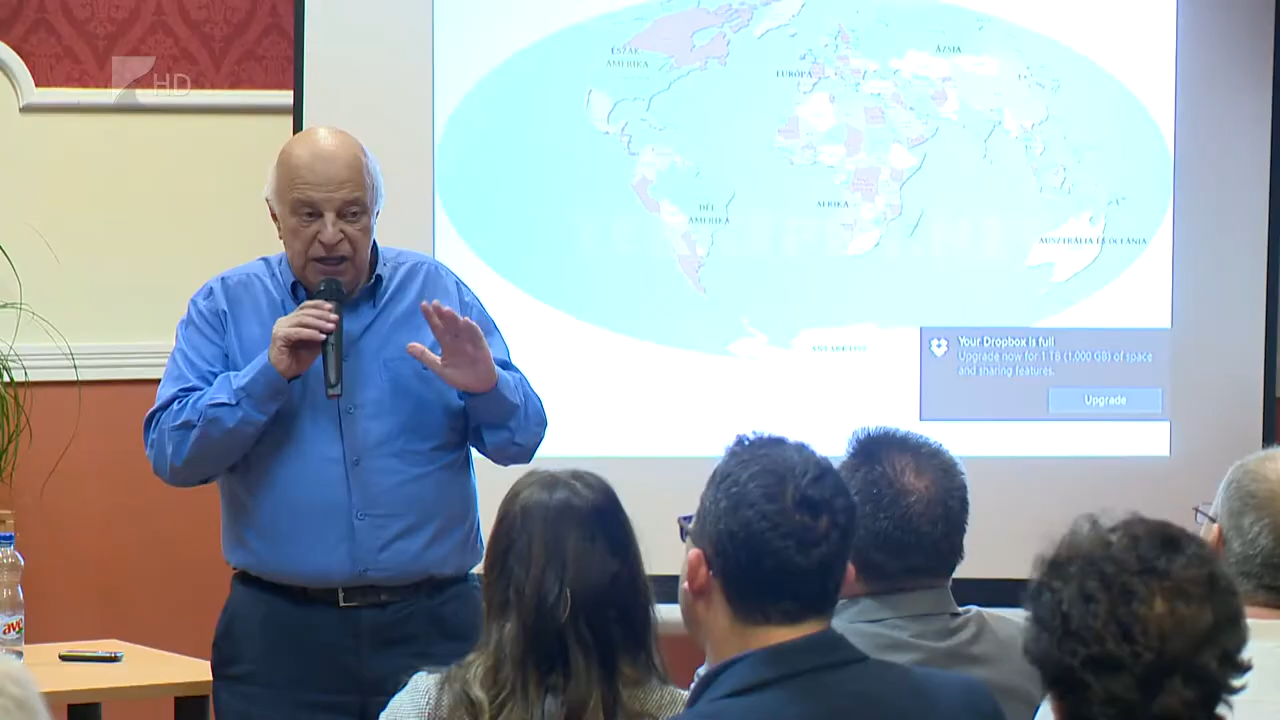 HD
ÉSZAK
AMERIKA
EURÓPA
ÁZSIA
DÉL
AMERIKA
AFRIKA
AUSZTRÁLIA ÉS ÓCEÁNIA
ANTARKTISZ
Your Dropbox is full
Upgrade now for 1 TB (1,000 GB) of space
and sharing features.
Upgrade
ave